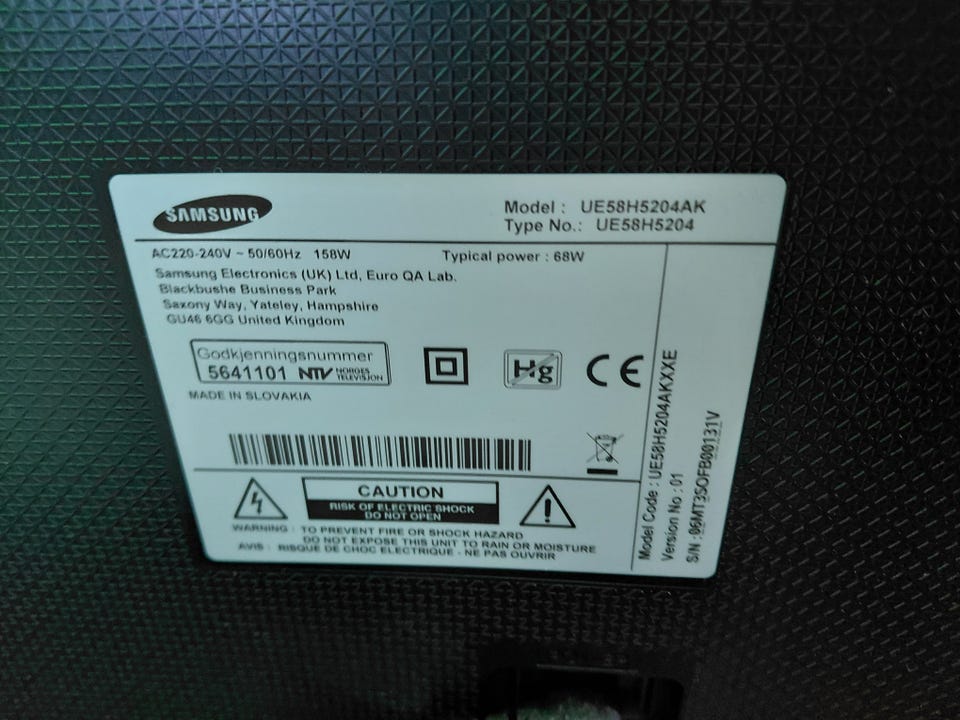 SAMSUNG
Model : UE58H5204AK
Type No.: UE58H5204
AC220-240V ~ 50/60Hz 158W
Typical power : 68W
Samsung Electronics (UK) Ltd, Euro QA Lab.
Blackbushe Business Park
Saxony Way, Yateley, Hampshire
GU46 6GG United Kingdom
Godkjenningsnummer
5641101 NTV NORGES TELEVISJON
Hg
CE
MADE IN SLOVAKIA
CAUTION
RISK OF ELECTRIC SHOCK
DO NOT OPEN
WARNING : TO PREVENT FIRE OR SHOCK HAZARD
DO NOT EXPOSE THIS UNIT TO RAIN OR MOISTURE
AVIS : RISQUE DE CHOC ELECTRIQUE - NE PAS OUVRIR
Model Code : UE58H5204AKXXE
Version No : 01
S/N : 06MT3SOFB00131V